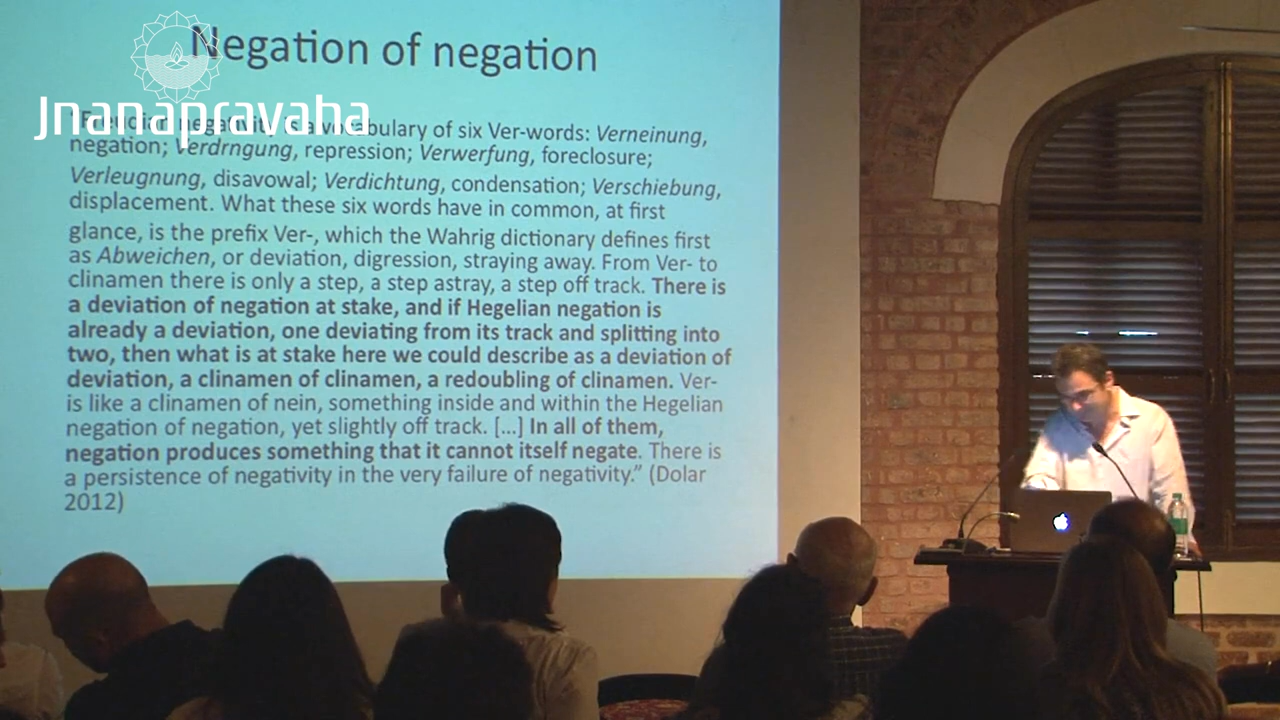 Negation of negation
Jnanapravaha
"Freudian negativity is a vocabulary of six Ver-words: Verneinung,
negation; Verdrngung, repression; Verwerfung, foreclosure;
Verleugnung, disavowal; Verdichtung, condensation; Verschiebung,
displacement. What these six words have in common, at first
glance, is the prefix Ver-, which the Wahrig dictionary defines first
as Abweichen, or deviation, digression, straying away. From Ver- to
clinamen there is only a step, a step astray, a step off track. There is
a deviation of negation at stake, and if Hegelian negation is
already a deviation, one deviating from its track and splitting into
two, then what is at stake here we could describe as a deviation of
deviation, a clinamen of clinamen, a redoubling of clinamen. Ver-
is like a clinamen of nein, something inside and within the Hegelian
negation of negation, yet slightly off track. [...] In all of them,
negation produces something that it cannot itself negate. There is
a persistence of negativity in the very failure of negativity." (Dolar
2012)